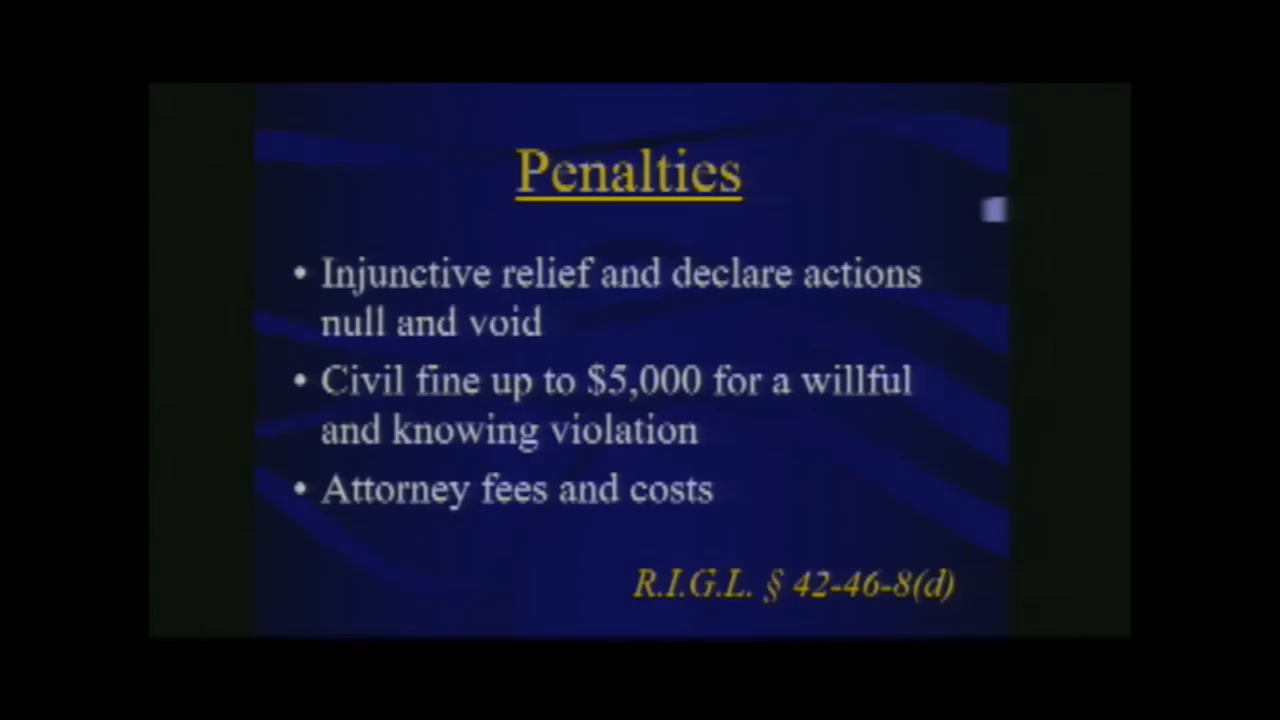 Penalties
• Injunctive relief and declare actions
null and void
• Civil fine up to $5,000 for a willful
and knowing violation
• Attorney fees and costs
R.I.G.L. § 42-46-8(d)